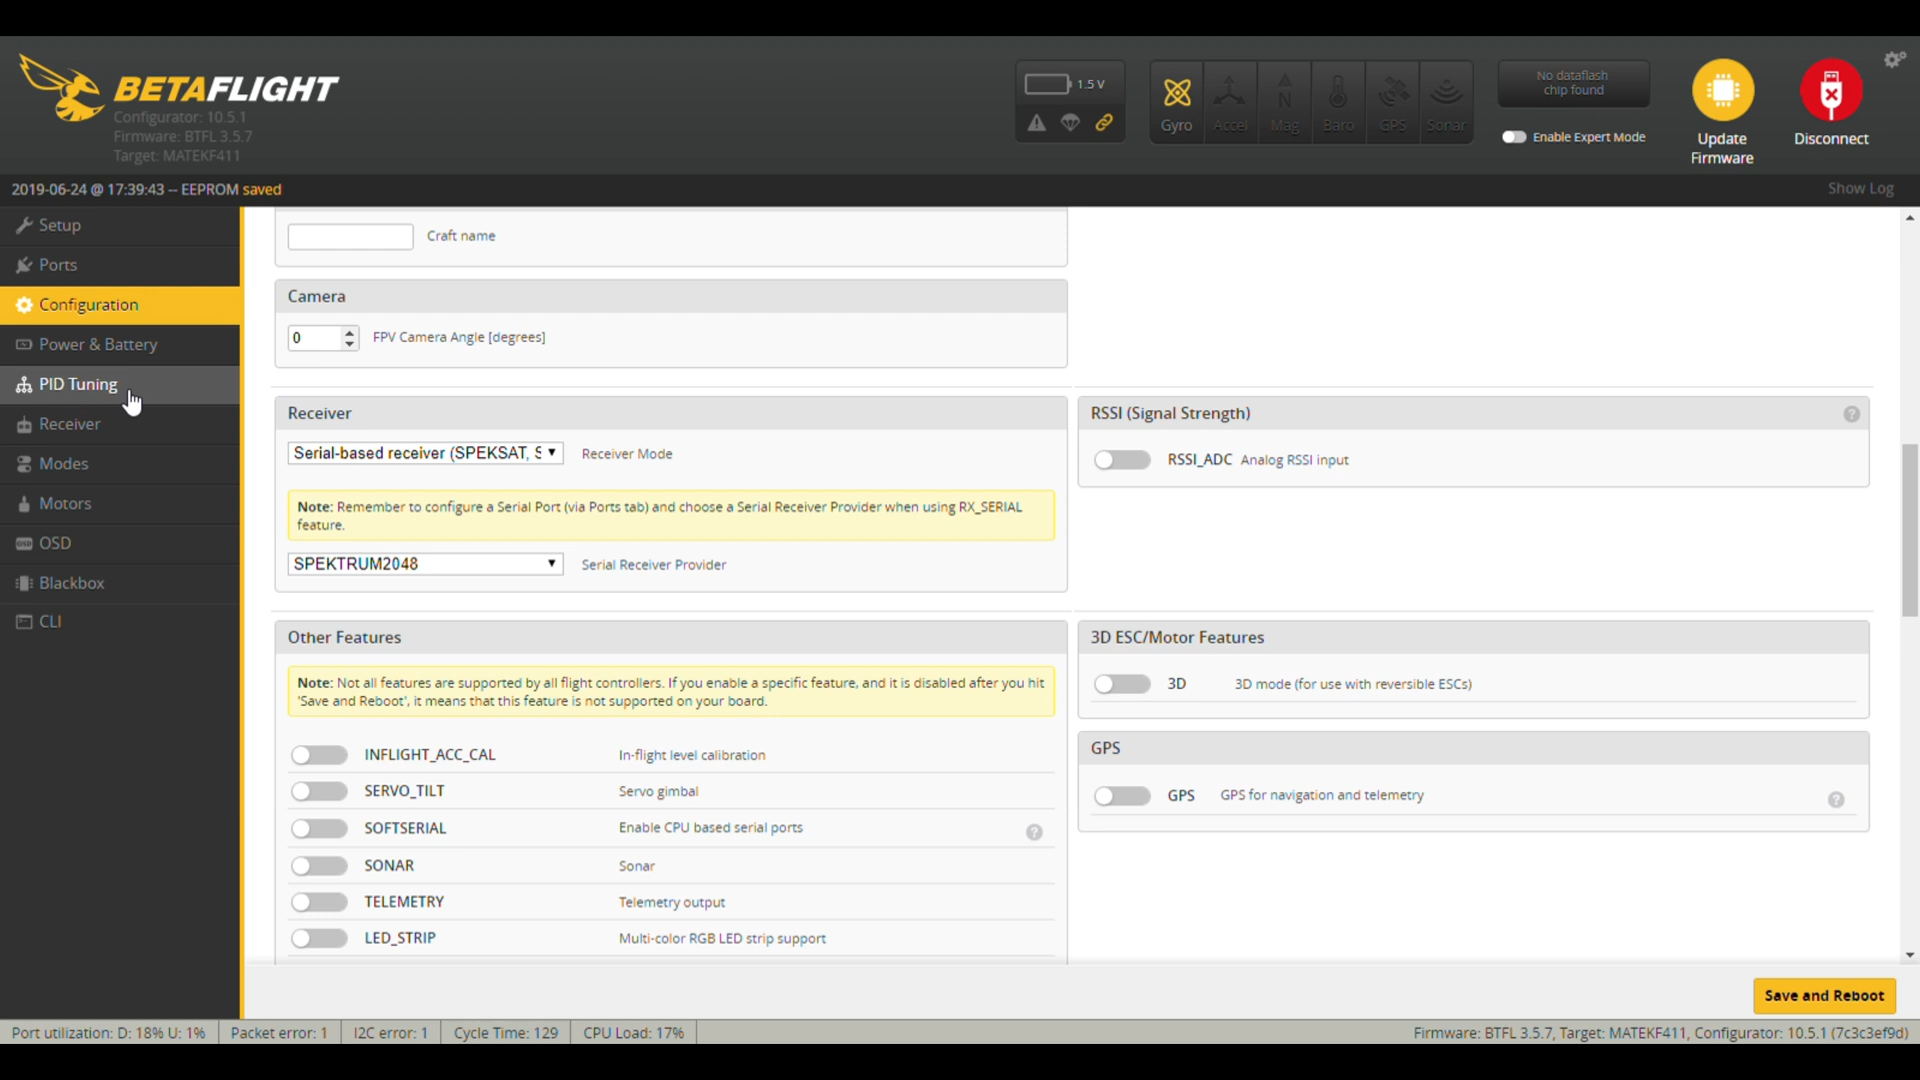 BETAFLIGHT
Configurator: 10.5.1
Firmware: BTFL 3.5.7
Target: MATEKF411
1.5 V
Gyro
Accel
Mag
Baro
GPS
Sonar
No dataflash
chip found
Enable Expert Mode
Update
Firmware
Disconnect
2019-06-24 @ 17:39:43 -- EEPROM saved
Show Log
Setup
Ports
Configuration
Power & Battery
PID Tuning
Receiver
Modes
Motors
OSD
Blackbox
CLI
Craft name
Camera
0 FPV Camera Angle [degrees]
Receiver
Serial-based receiver (SPEKSAT, S Receiver Mode
Note: Remember to configure a Serial Port (via Ports tab) and choose a Serial Receiver Provider when using RX_SERIAL
feature.
SPEKTRUM2048 Serial Receiver Provider
RSSI (Signal Strength)
RSSI_ADC Analog RSSI input
Other Features
Note: Not all features are supported by all flight controllers. If you enable a specific feature, and it is disabled after you hit
'Save and Reboot', it means that this feature is not supported on your board.
INFLIGHT_ACC_CAL In-flight level calibration
SERVO_TILT Servo gimbal
SOFTSERIAL Enable CPU based serial ports
SONAR Sonar
TELEMETRY Telemetry output
LED_STRIP Multi-color RGB LED strip support
3D ESC/Motor Features
3D 3D mode (for use with reversible ESCs)
GPS
GPS GPS for navigation and telemetry
Save and Reboot
Port utilization: D: 18% U: 1% Packet error: 1 I2C error: 1 Cycle Time: 129 CPU Load: 17% Firmware: BTFL 3.5.7, Target: MATEKF411, Configurator: 10.5.1 (7c3c3ef9d)